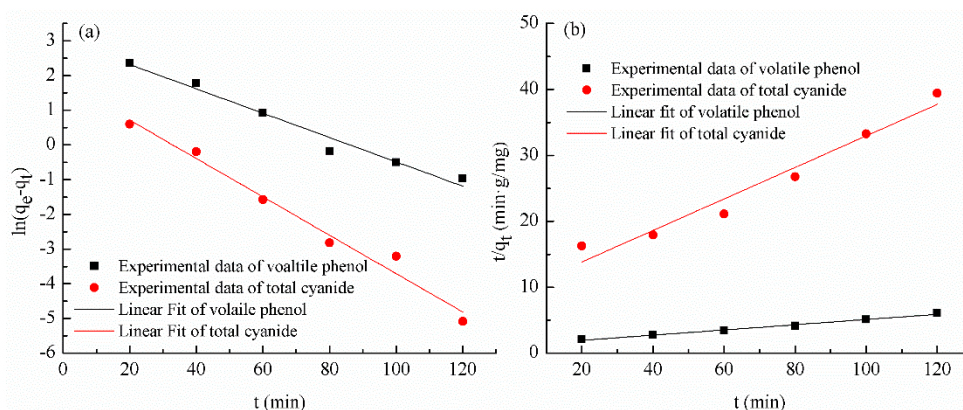 (a)
3
2
1
0
-1
-2
-3
-4
-5
-6
ln(qe-qt)
Experimental data of voaltile phenol
Experimental data of total cyanide
Linear Fit of volaile phenol
Linear Fit of total cyanide
0 20 40 60 80 100 120
t (min)
(b)
50
40
30
20
10
0
t/qt (min·g/mg)
Experimental data of volatile phenol
Experimental data of total cyanide
Linear fit of volatile phenol
Linear fit of total cyanide
20 40 60 80 100 120
t (min)